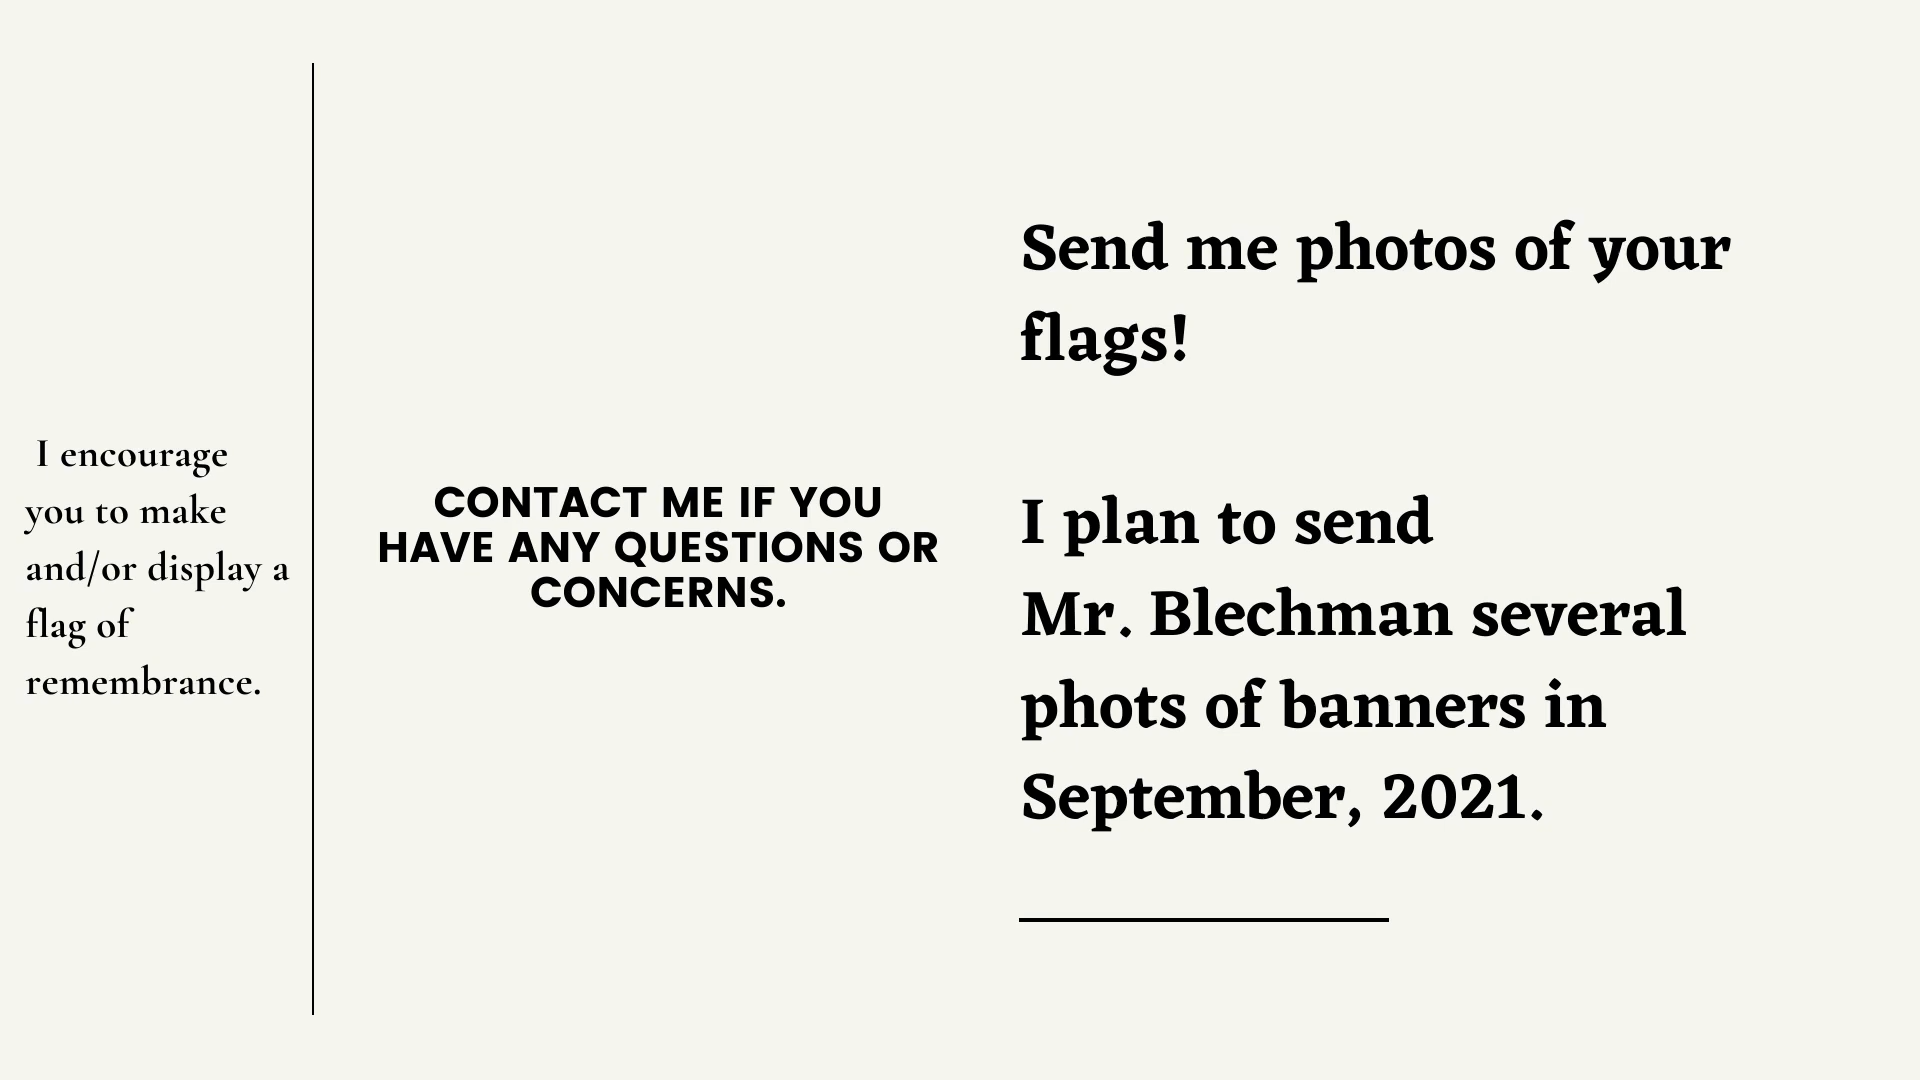 I encourage
you to make
and/or display a
flag of
remembrance.
CONTACT ME IF YOU
HAVE ANY QUESTIONS OR
CONCERNS.
Send me photos of your
flags!
I plan to send
Mr. Blechman several
phots of banners in
September, 2021.